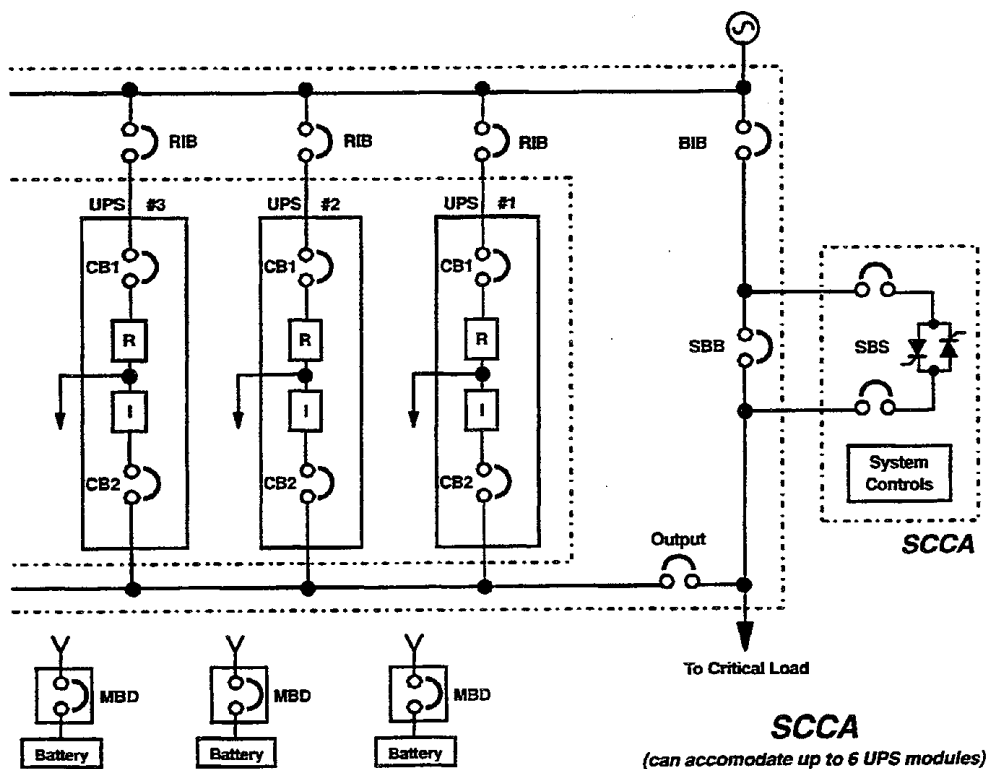 RIB RIB RIB BIB
UPS #3 UPS #2 UPS #1
CB1 CB1 CB1
R R R SBB SBS
I I I
CB2 CB2 CB2
System
Controls
Output
SCCA
To Critical Load
MBD MBD MBD
Battery Battery Battery
SCCA
(can accomodate up to 6 UPS modules)